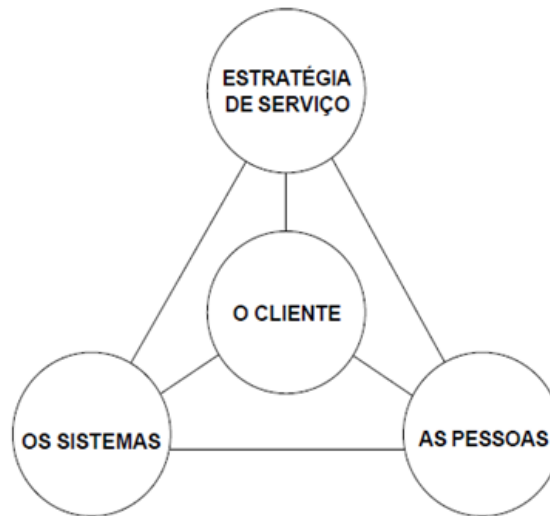 ESTRATÉGIA
DE SERVIÇO
O CLIENTE
OS SISTEMAS
AS PESSOAS